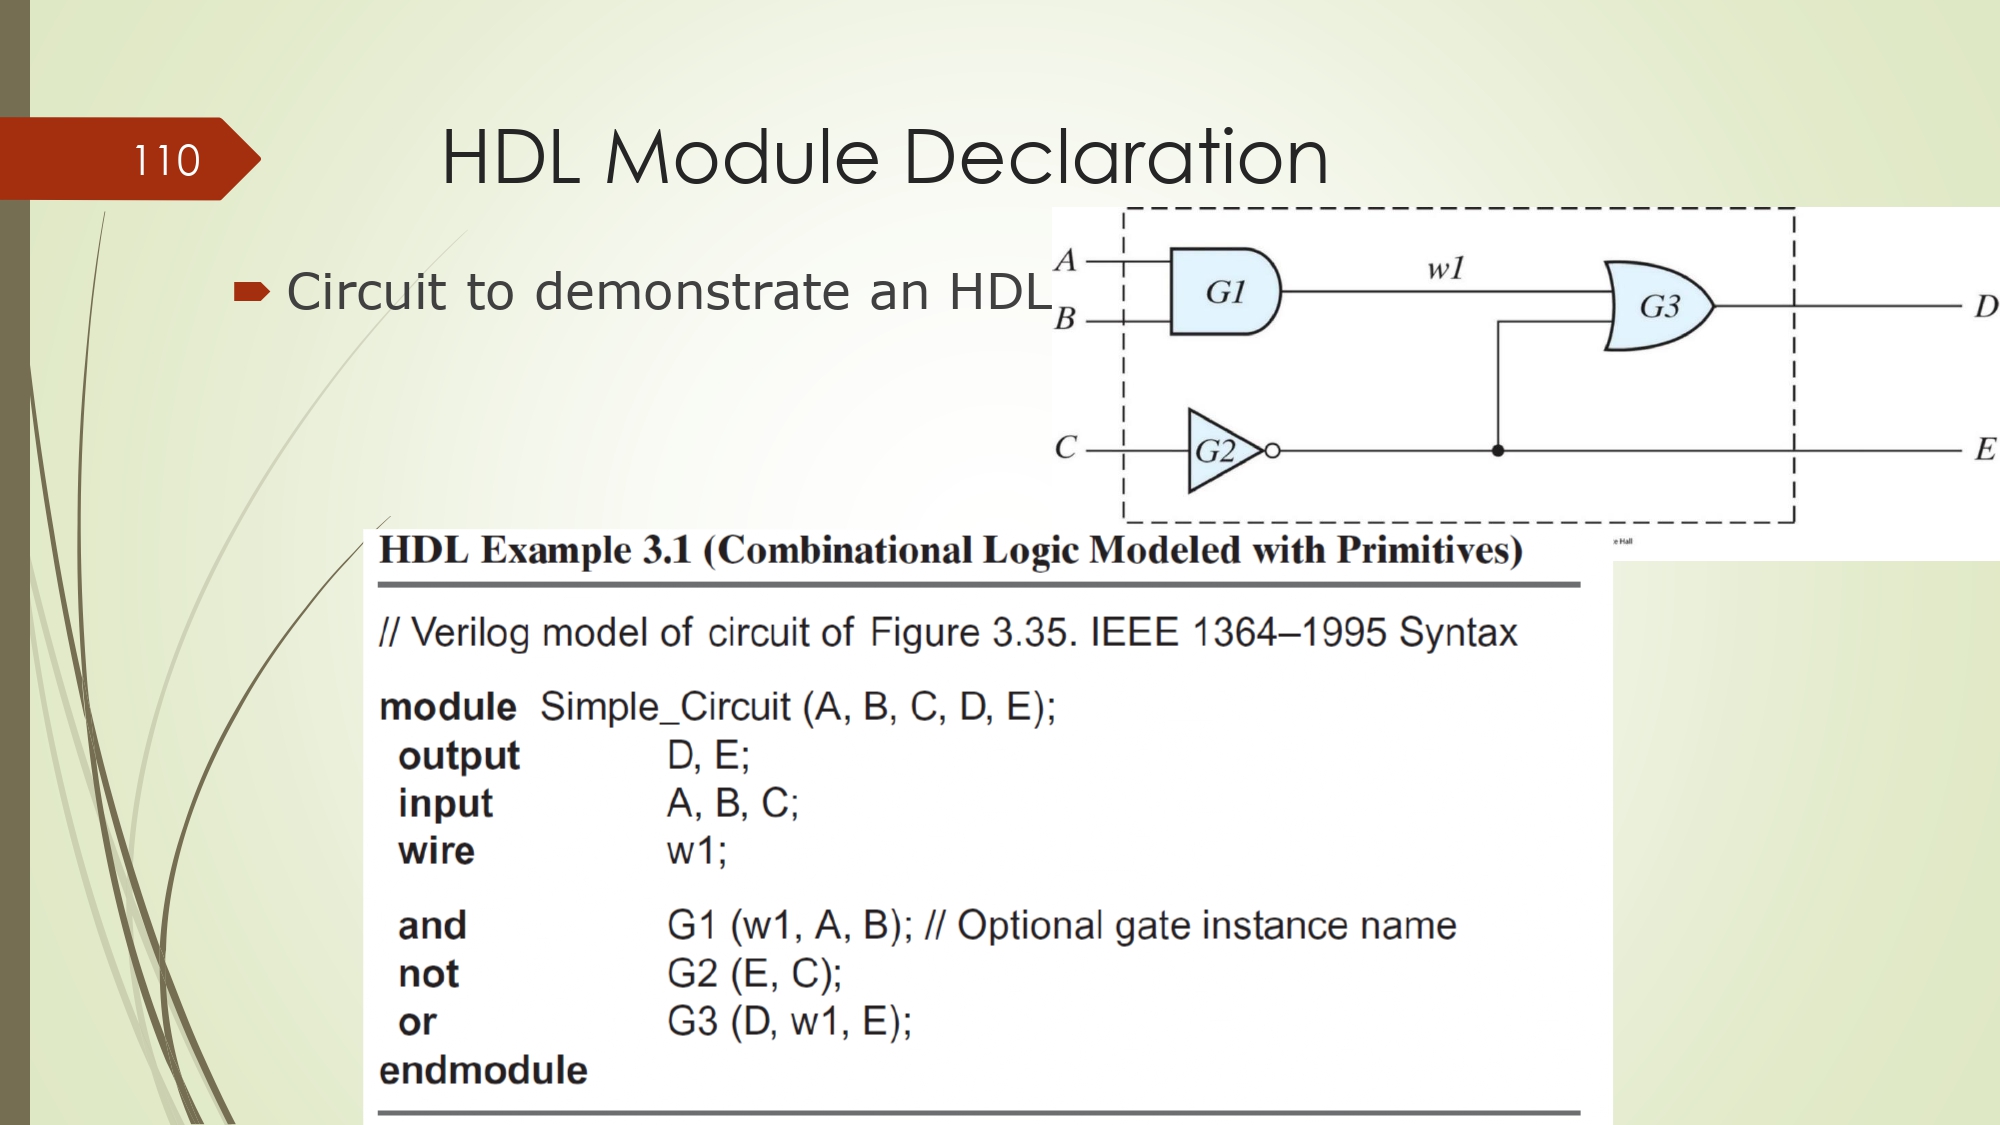 110
HDL Module Declaration
Circuit to demonstrate an HDL
A
B
C
G1
G2
w1
G3
D
E
e Hall
HDL Example 3.1 (Combinational Logic Modeled with Primitives)
// Verilog model of circuit of Figure 3.35. IEEE 1364–1995 Syntax
module Simple_Circuit (A, B, C, D, E);
output D, E;
input A, B, C;
wire w1;
and G1 (w1, A, B); // Optional gate instance name
not G2 (E, C);
or G3 (D, w1, E);
endmodule